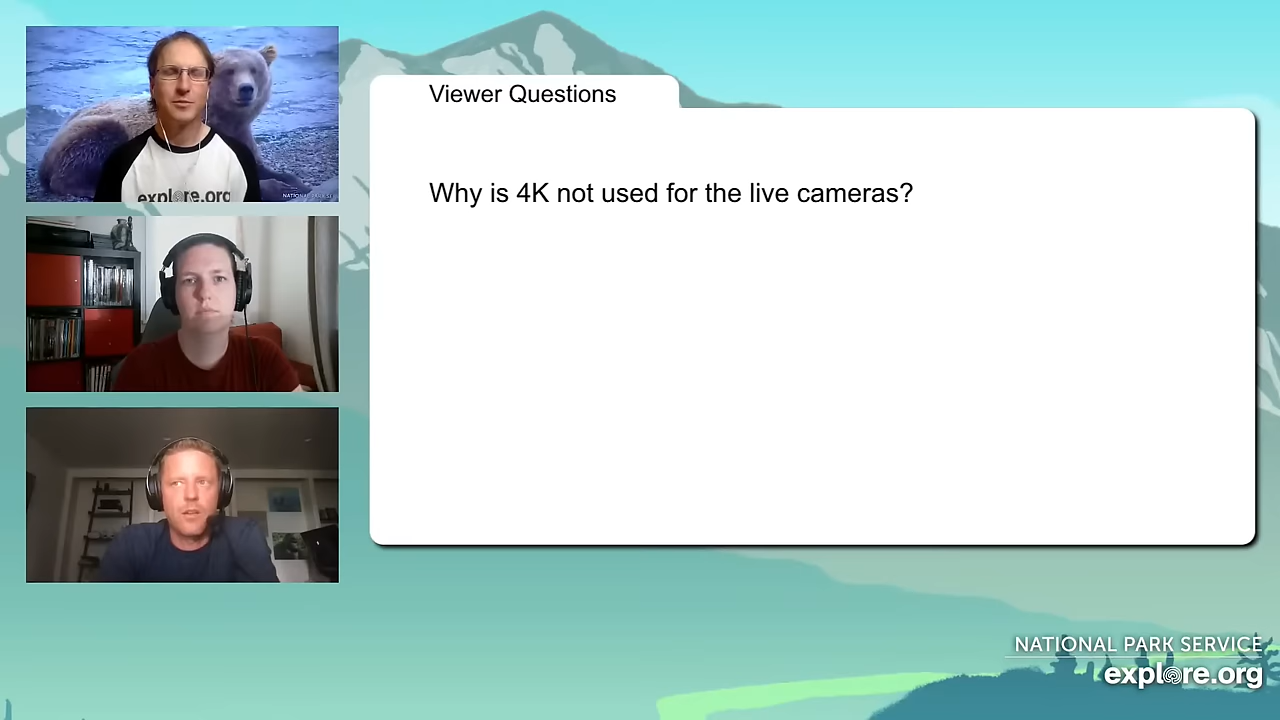 Viewer Questions
Why is 4K not used for the live cameras?
explore.org
NATIONAL PARK SERVICE
explore.org